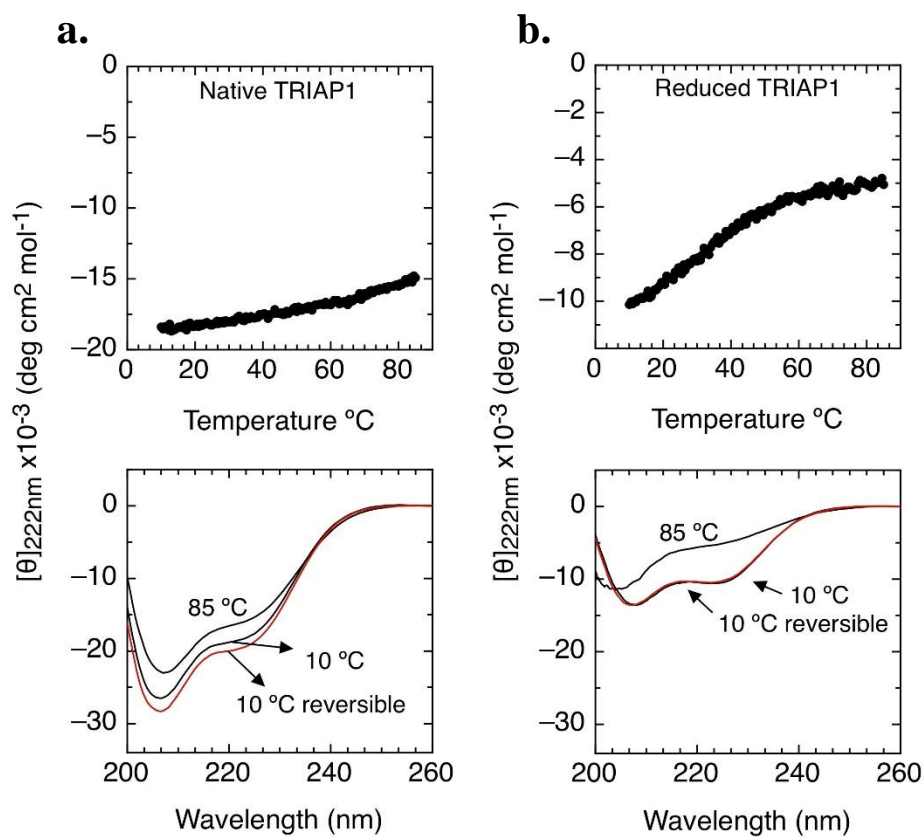 a.
b.
[θ]222nm x10-3 (deg cm2 mol-1)
0
−5
−10
−15
−20
Native TRIAP1
0 20 40 60 80
Temperature ºC
[θ]222nm x10-3 (deg cm2 mol-1)
0
−2
−4
−6
−8
−10
Reduced TRIAP1
0 20 40 60 80
Temperature ºC
0
−10
−20
−30
85 ºC
10 ºC
10 ºC reversible
200 220 240 260
Wavelength (nm)
0
−10
−20
−30
85 ºC
10 ºC
10 ºC reversible
200 220 240 260
Wavelength (nm)